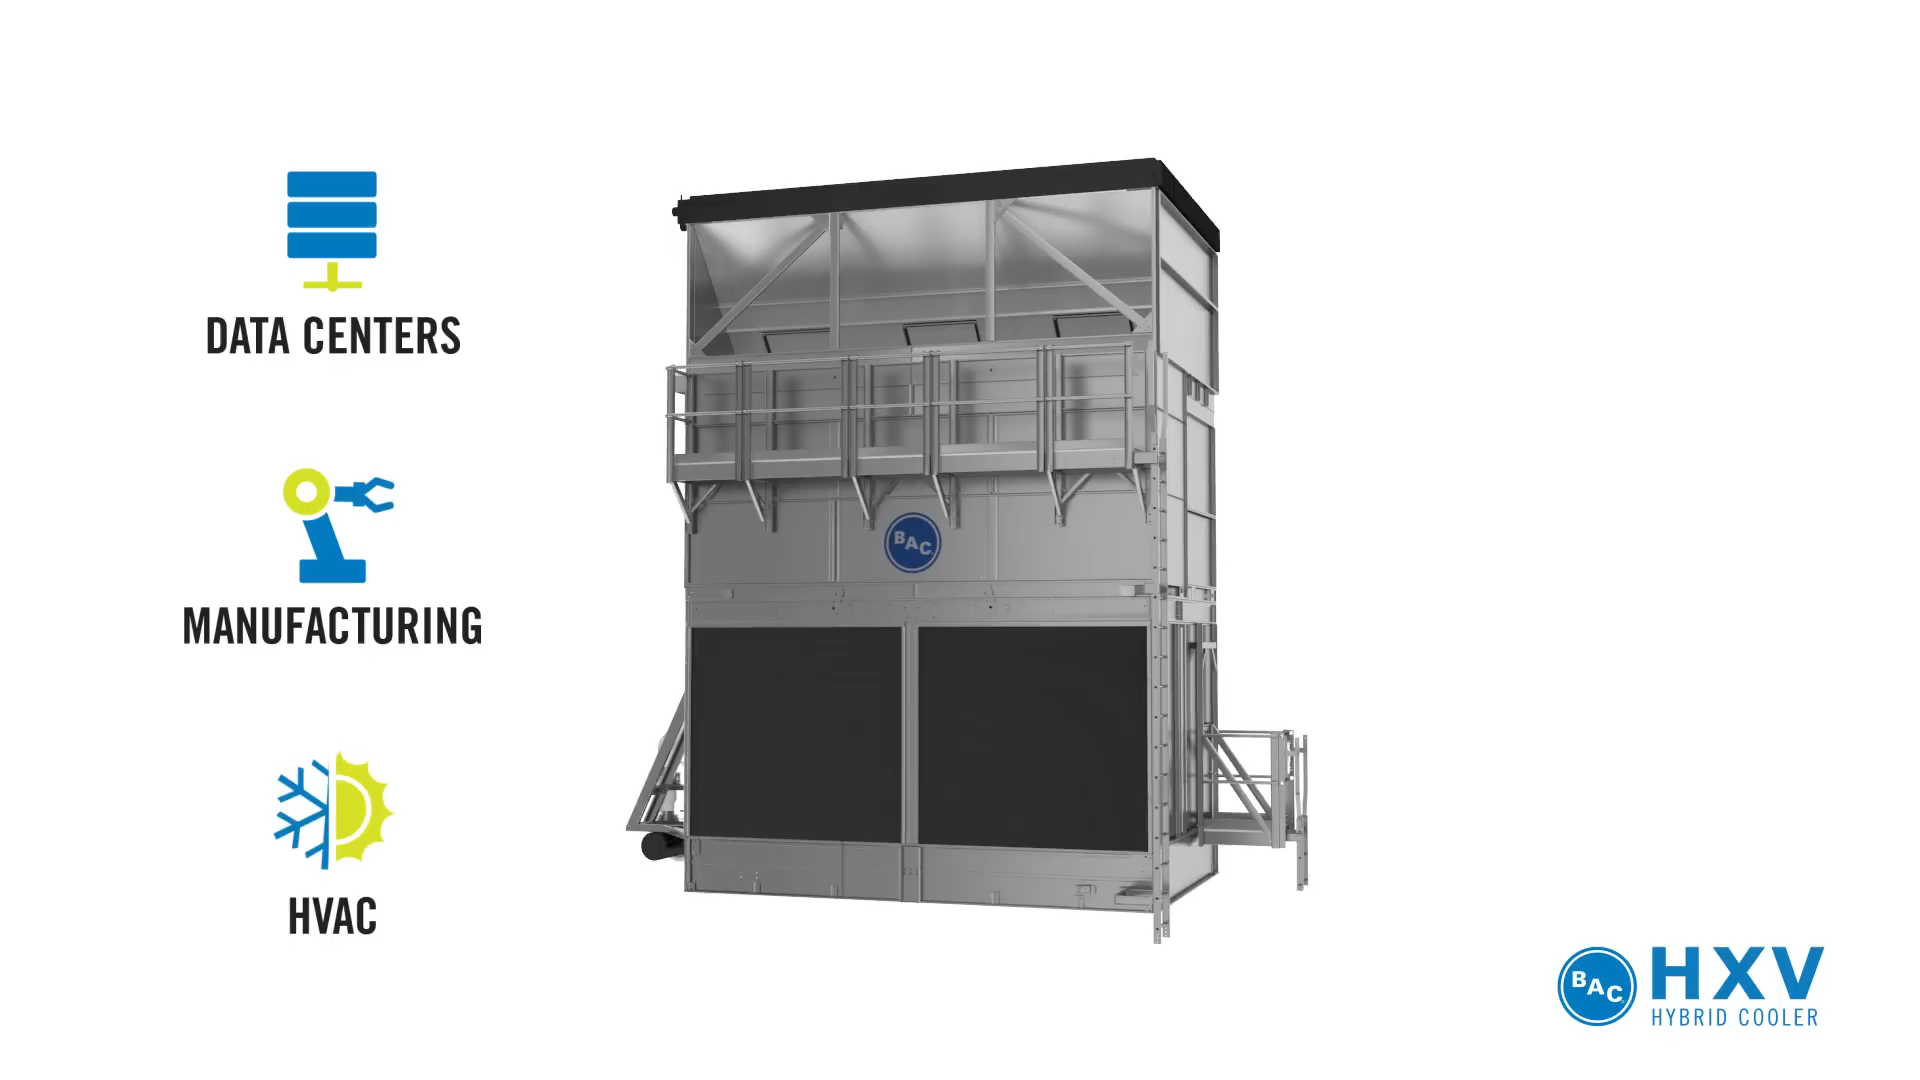 DATA CENTERS
MANUFACTURING
HVAC
BAC
BAC
HXV
HYBRID COOLER